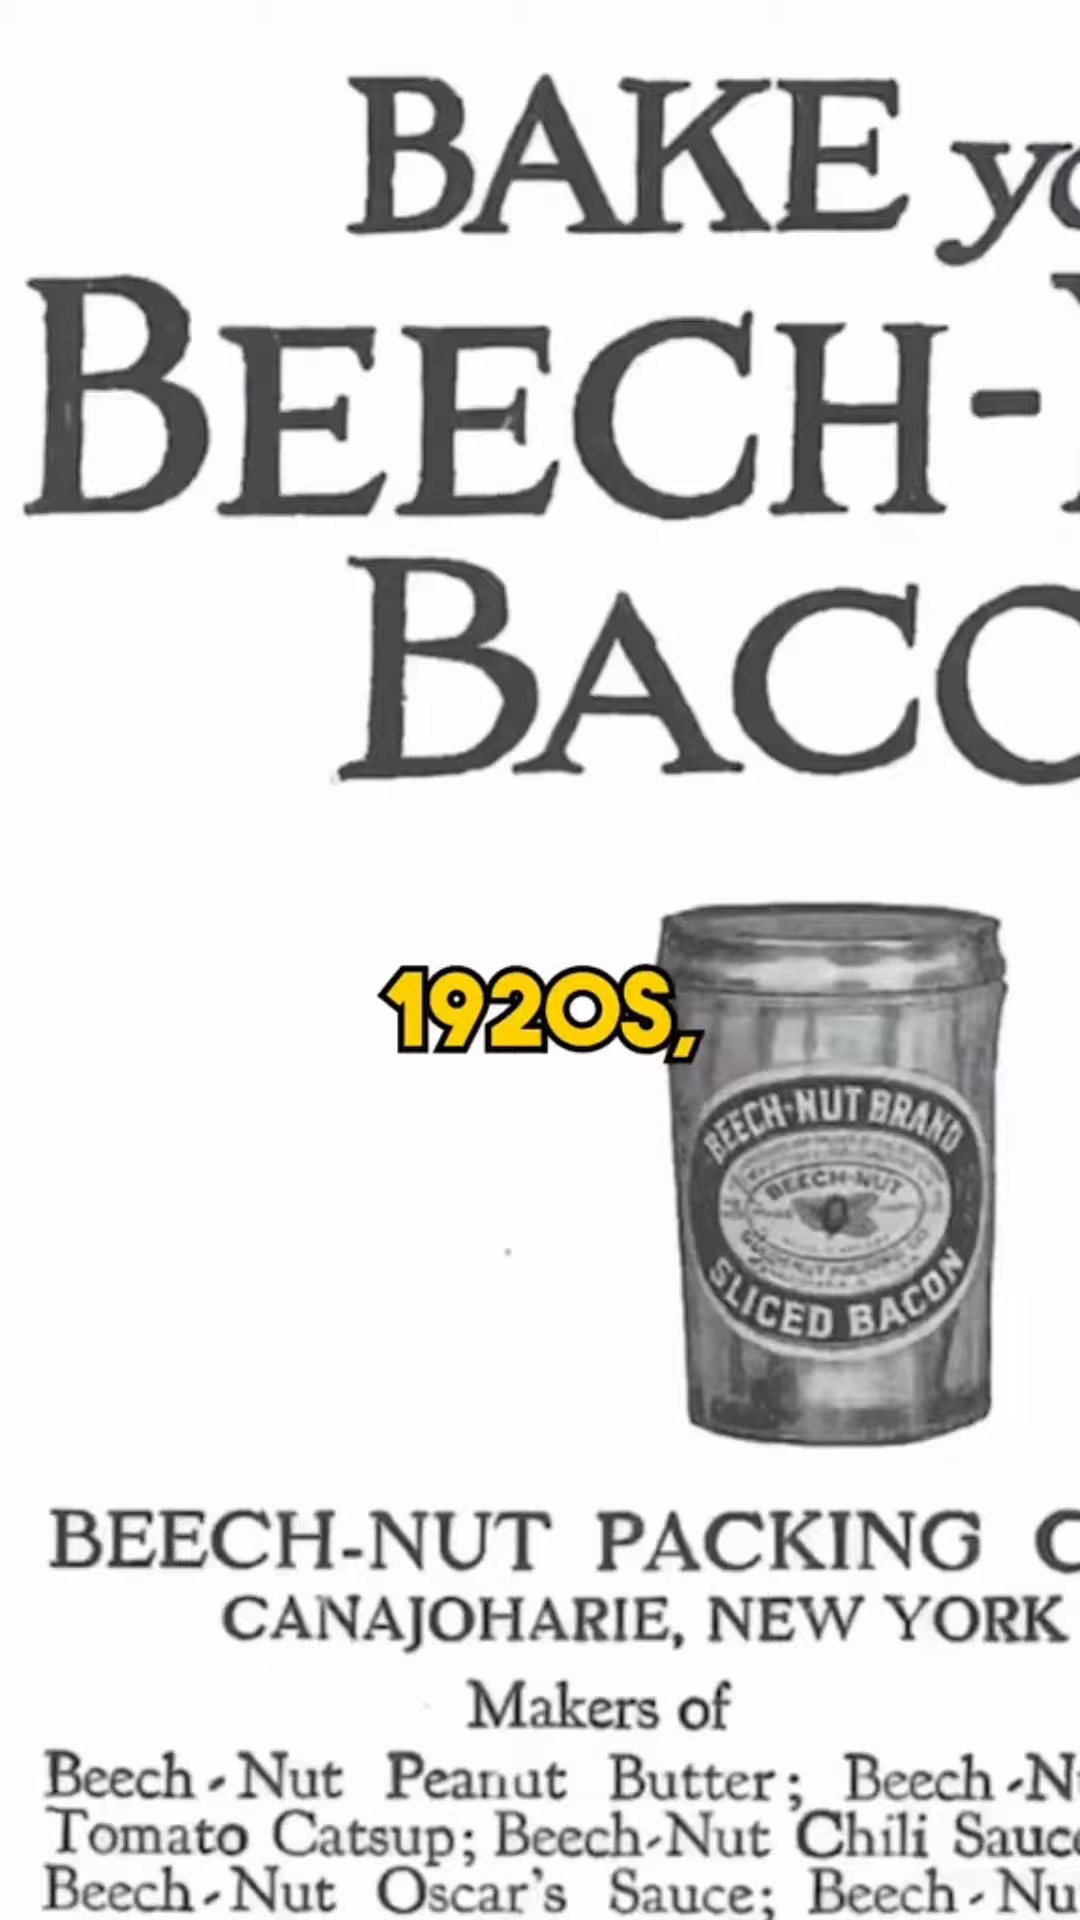 BAKE yo
BEECH-
BACO
1920S,
BEECH-NUT BRAND
BEECH-NUT
SLICED BACON
BEECH-NUT PACKING C
CANAJOHARIE, NEW YORK
Makers of
Beech-Nut Peanut Butter; Beech-Nu
Tomato Catsup; Beech-Nut Chili Sauce
Beech-Nut Oscar's Sauce; Beech-Nu